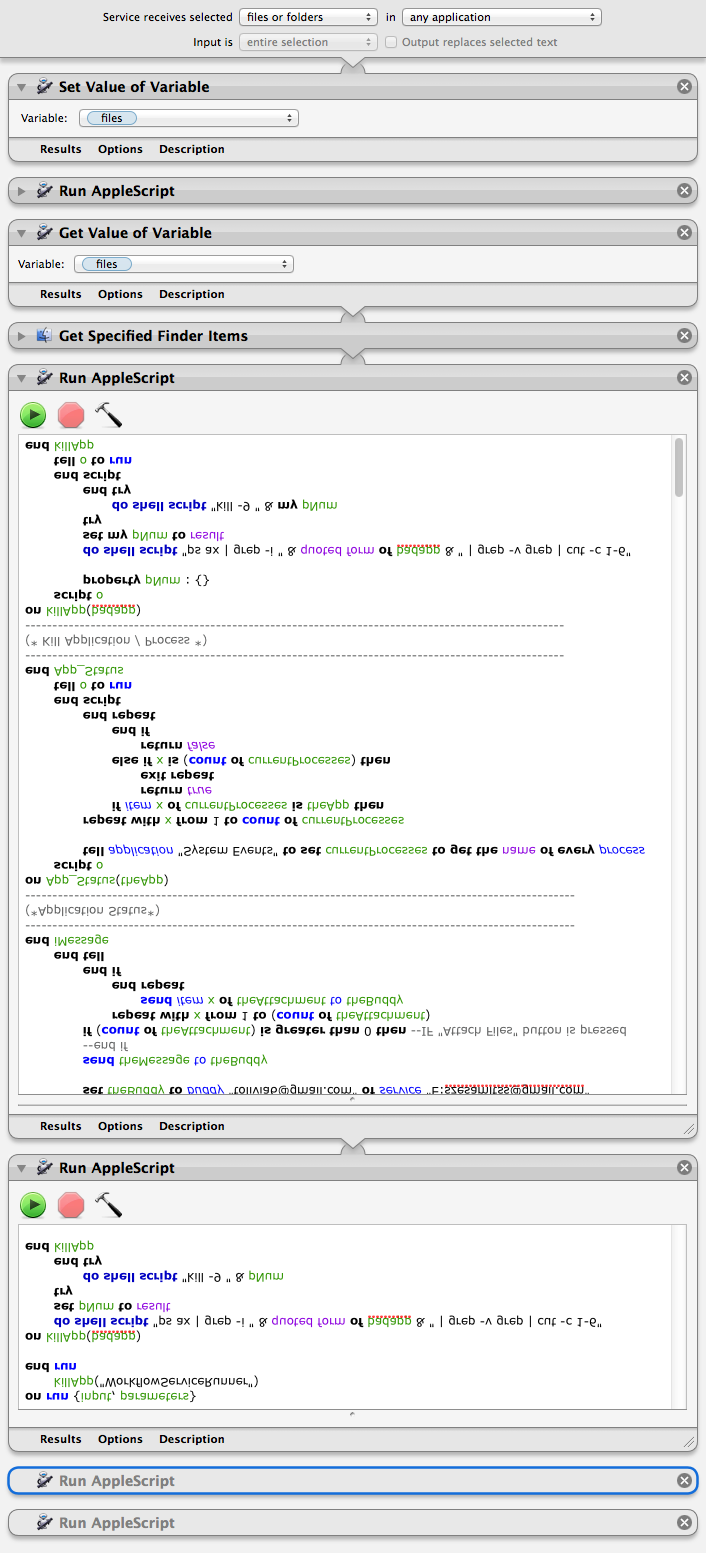 Service receives selected files or folders in any application
Input is entire selection Output replaces selected text
Set Value of Variable
Variable: files
Results Options Description
Run AppleScript
Get Value of Variable
Variable: files
Results Options Description
Get Specified Finder Items
Run AppleScript
end killApp
tell o to run
end script
end try
do shell script "kill -9 " & my pNum
try
set my pNum to result
do shell script "ps ax | grep -i " & quoted form of badapp & " | grep -v grep | cut -c 1-6"
property pNum : {}
script o
on killApp(badapp)
--------------------------------------------------------------------------------------------------
(* Kill Application / Process *)
--------------------------------------------------------------------------------------------------
end App_Status
tell o to run
end script
end repeat
end if
return false
else if x is (count of currentProcesses) then
exit repeat
return true
if item x of currentProcesses is theApp then
repeat with x from 1 to count of currentProcesses
tell application "System Events" to set currentProcesses to get the name of every process
script o
on App_Status(theApp)
----------------------------------------------------------------------------------------------------
(*Application Status*)
----------------------------------------------------------------------------------------------------
end iMessage
end tell
end if
end repeat
send item x of theAttachment to theBuddy
repeat with x from 1 to (count of theAttachment)
if (count of theAttachment) is greater than 0 then --IF "Attach Files" button is pressed
--end if
send theMessage to theBuddy
set theBuddy to buddy of service
Results Options Description
Run AppleScript
end killApp
end try
do shell script "kill -9 " & pNum
try
set pNum to result
do shell script "ps ax | grep -i " & quoted form of badapp & " | grep -v grep | cut -c 1-6"
on killApp(badapp)
end run
killApp("WorkflowServiceRunner")
on run {input, parameters}
Results Options Description
Run AppleScript
Run AppleScript